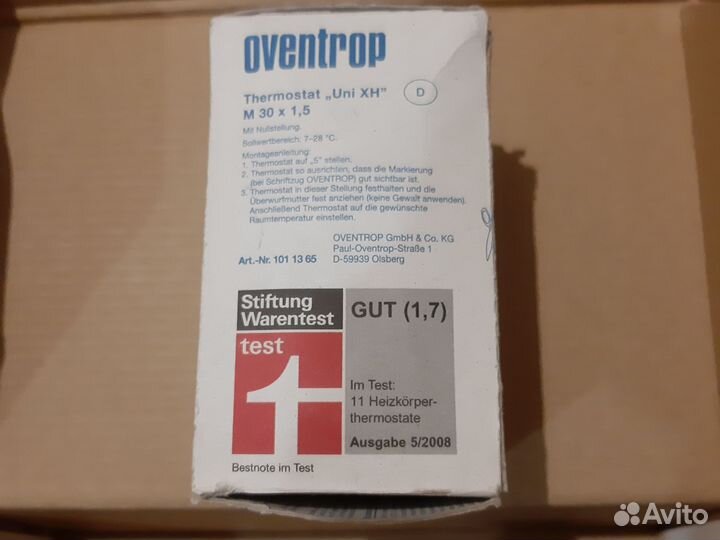 oventrop
Thermostat „Uni XH" D
M 30 x 1,5
Mit Nullstellung.
Sollwertbereich: 7-28 °C.
Montageanleitung:
1. Thermostat auf „5" stellen.
2. Thermostat so ausrichten, dass die Markierung
(bei Schriftzug OVENTROP) gut sichtbar ist.
3. Thermostat in dieser Stellung festhalten und die
Überwurfmutter fest anziehen (keine Gewalt anwenden).
Anschließend Thermostat auf die gewünschte
Raumtemperatur einstellen.
OVENTROP GmbH & Co. KG
Paul-Oventrop-Straße 1
Art.-Nr. 101 13 65 D-59939 Olsberg
Stiftung
Warentest
test
GUT (1,7)
Im Test:
11 Heizkörper-
thermostate
Ausgabe 5/2008
Bestnote im Test
Avito